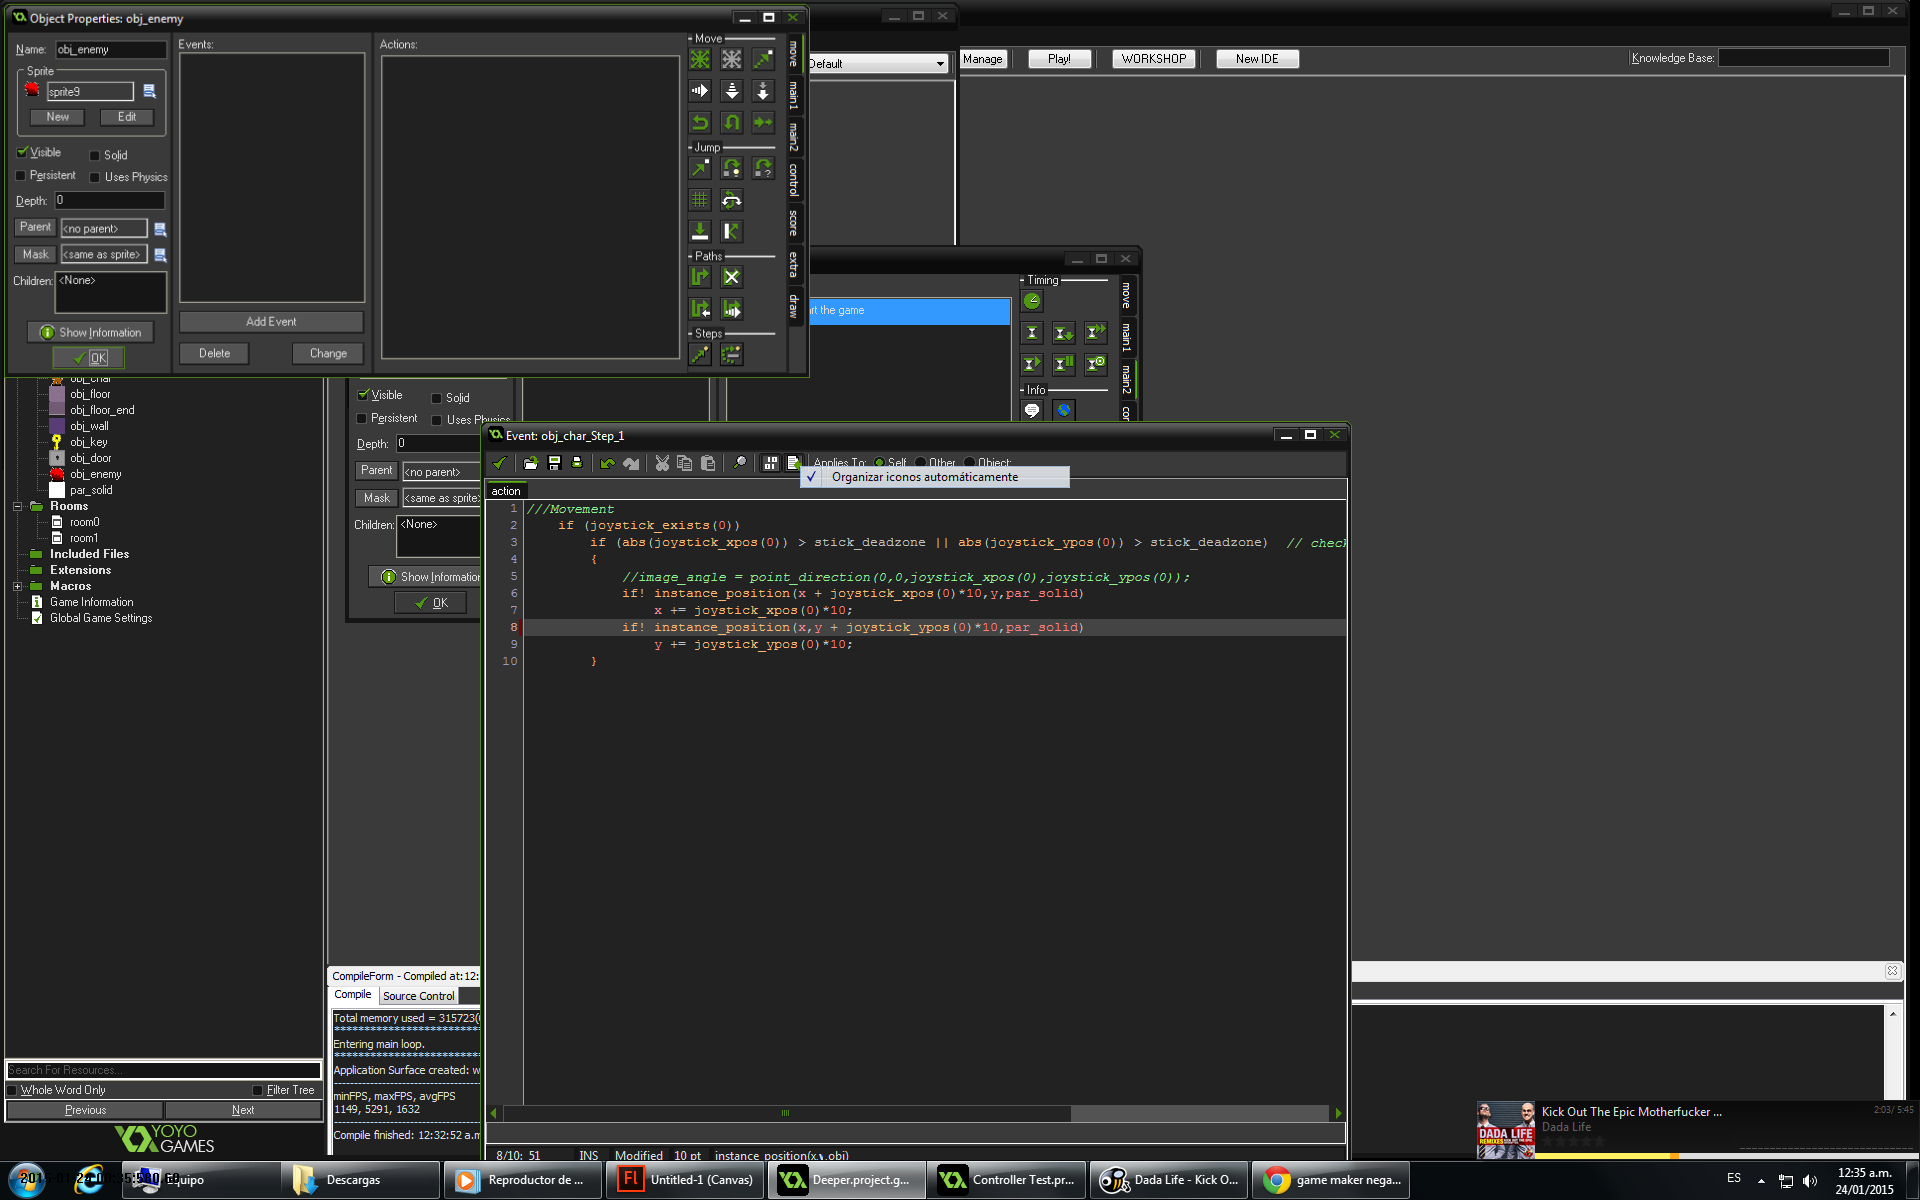 Object Properties: obj_enemy
Name: obj_enemy
Sprite
sprite9
New Edit
Visible Solid
Persistent Uses Physics
Depth: 0
Parent <no parent>
Mask <same as sprite>
Children: <None>
Show Information
OK
Events:
Add Event
Delete Change
Actions:
Move
Jump
Paths
Steps
move
main1
main2
control
score
extra
draw
Default
Manage Play! WORKSHOP New IDE Knowledge Base:
rt the game
Timing
Info
move
main1
main2
obj_char
obj_floor
obj_floor_end
obj_wall
obj_key
obj_door
obj_enemy
par_solid
Rooms
room0
room1
Included Files
Extensions
Macros
Game Information
Global Game Settings
Visible Solid
Persistent Uses Physics
Depth: 0
Parent <no parent>
Mask <same as sprite>
Children: <None>
Show Information
OK
Event: obj_char_Step_1
Applies To: Self Other Object:
Organizar iconos automáticamente
action
1 ///Movement
2 if (joystick_exists(0))
3 if (abs(joystick_xpos(0)) > stick_deadzone || abs(joystick_ypos(0)) > stick_deadzone) // check
4 {
5 //image_angle = point_direction(0,0,joystick_xpos(0),joystick_ypos(0));
6 if! instance_position(x + joystick_xpos(0)*10,y,par_solid)
7 x += joystick_xpos(0)*10;
8 if! instance_position(x,y + joystick_ypos(0)*10,par_solid)
9 y += joystick_ypos(0)*10;
10 }
8/10: 51 INS Modified 10 pt instance_position(x,y,obj)
CompileForm - Compiled at: 12:
Compile Source Control
Total memory used = 315723(
Entering main loop.
Application Surface created: w
minFPS, maxFPS, avgFPS
1149, 5291, 1632
Compile finished: 12:32:52 a.m
Search For Resources...
Whole Word Only Filter Tree
Previous Next
YOYO GAMES
DADA LIFE
Kick Out The Epic Motherfucker ...
Dada Life
2:03/ 5:45
Equipo
Descargas
Reproductor de ...
Untitled-1 (Canvas)
Deeper.project.g...
Controller Test.pr...
Dada Life - Kick O...
game maker nega...
ES
12:35 a.m.
24/01/2015